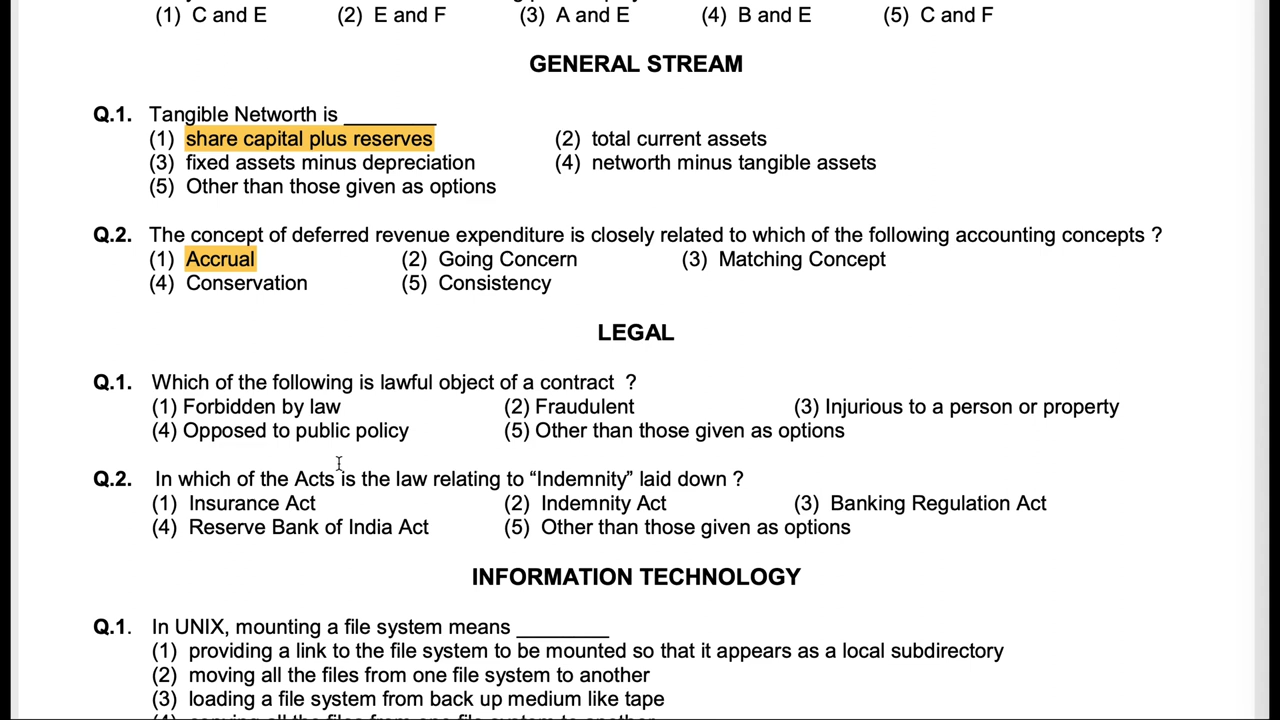 (1) C and E (2) E and F (3) A and E (4) B and E (5) C and F
GENERAL STREAM
Q.1. Tangible Networth is ________
(1) share capital plus reserves (2) total current assets
(3) fixed assets minus depreciation (4) networth minus tangible assets
(5) Other than those given as options
Q.2. The concept of deferred revenue expenditure is closely related to which of the following accounting concepts ?
(1) Accrual (2) Going Concern (3) Matching Concept
(4) Conservation (5) Consistency
LEGAL
Q.1. Which of the following is lawful object of a contract ?
(1) Forbidden by law (2) Fraudulent (3) Injurious to a person or property
(4) Opposed to public policy (5) Other than those given as options
Q.2. In which of the Acts is the law relating to “Indemnity” laid down ?
(1) Insurance Act (2) Indemnity Act (3) Banking Regulation Act
(4) Reserve Bank of India Act (5) Other than those given as options
INFORMATION TECHNOLOGY
Q.1. In UNIX, mounting a file system means ________
(1) providing a link to the file system to be mounted so that it appears as a local subdirectory
(2) moving all the files from one file system to another
(3) loading a file system from back up medium like tape